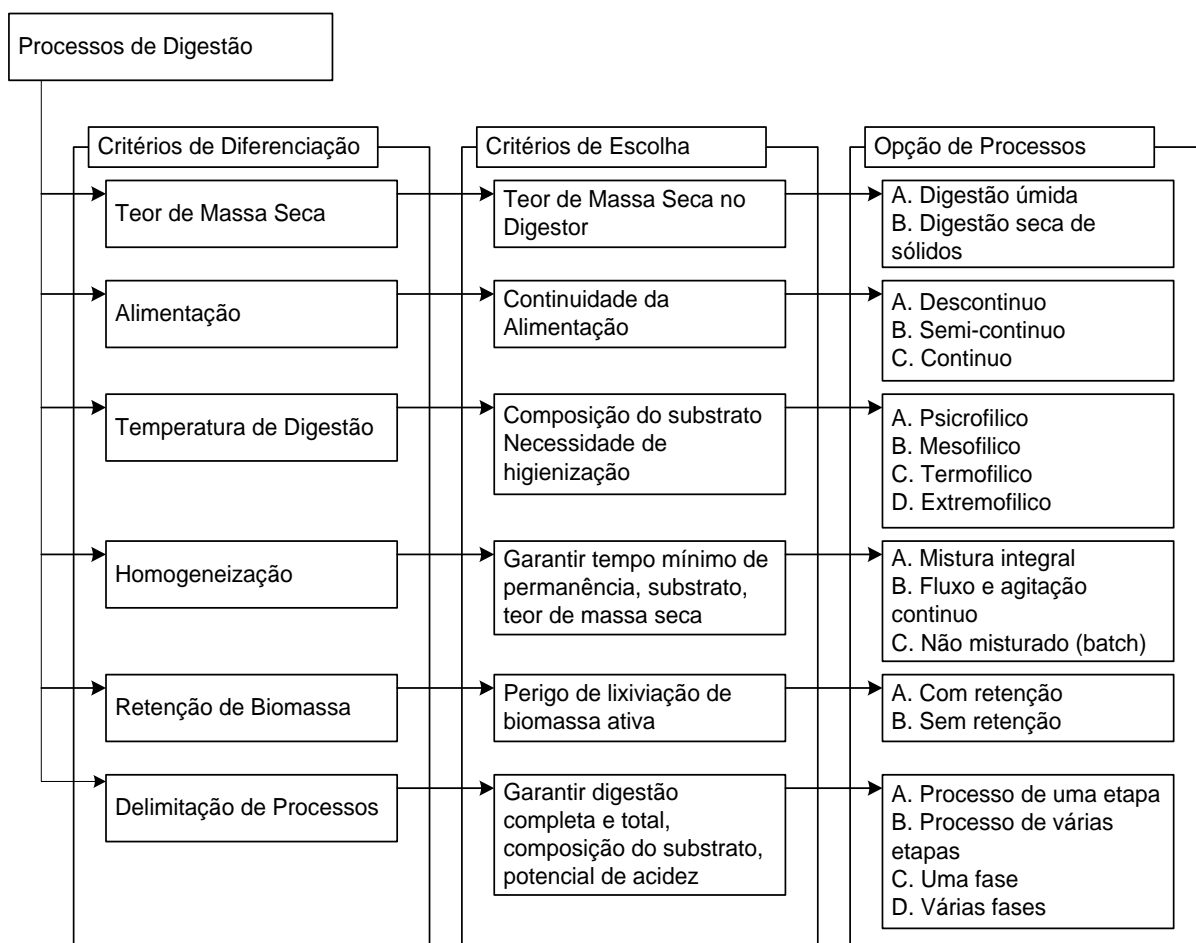 Processos de Digestão
Critérios de Diferenciação
Critérios de Escolha
Opção de Processos
Teor de Massa Seca
Teor de Massa Seca no
Digestor
A. Digestão úmida
B. Digestão seca de
sólidos
Alimentação
Continuidade da
Alimentação
A. Descontinuo
B. Semi-continuo
C. Continuo
Temperatura de Digestão
Composição do substrato
Necessidade de
higienização
A. Psicrofilico
B. Mesofilico
C. Termofilico
D. Extremofilico
Homogeneização
Garantir tempo mínimo de
permanência, substrato,
teor de massa seca
A. Mistura integral
B. Fluxo e agitação
continuo
C. Não misturado (batch)
Retenção de Biomassa
Perigo de lixiviação de
biomassa ativa
A. Com retenção
B. Sem retenção
Delimitação de Processos
Garantir digestão
completa e total,
composição do substrato,
potencial de acidez
A. Processo de uma etapa
B. Processo de várias
etapas
C. Uma fase
D. Várias fases